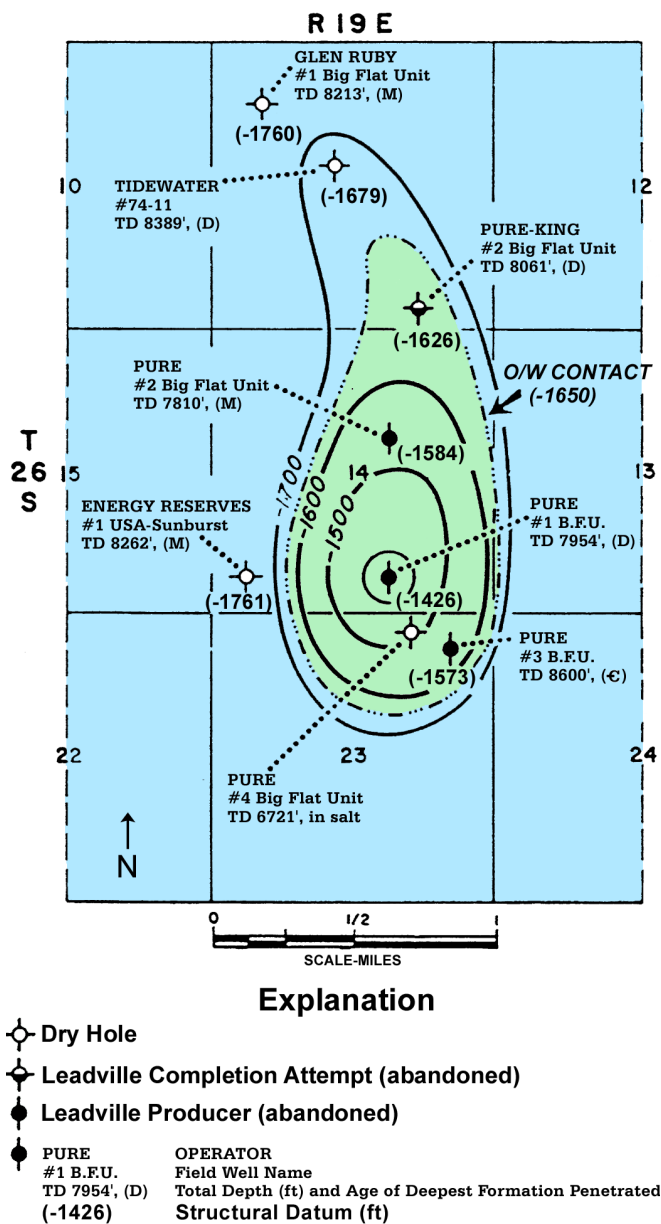 R 19 E
GLEN RUBY
#1 Big Flat Unit
TD 8213', (M)
(-1760)
10
TIDEWATER
#74-11
TD 8389', (D)
(-1679)
12
PURE-KING
#2 Big Flat Unit
TD 8061', (D)
(-1626)
PURE
#2 Big Flat Unit
TD 7810', (M)
O/W CONTACT
(-1650)
T
26
S
15
(-1584)
14
13
-1700
-1600
-1500
ENERGY RESERVES
#1 USA-Sunburst
TD 8262', (M)
(-1761)
PURE
#1 B.F.U.
TD 7954', (D)
(-1426)
PURE
#3 B.F.U.
TD 8600', (Є)
(-1573)
22
23
24
PURE
#4 Big Flat Unit
TD 6721', in salt
N
0 1/2 1
SCALE-MILES
Explanation
Dry Hole
Leadville Completion Attempt (abandoned)
Leadville Producer (abandoned)
PURE OPERATOR
#1 B.F.U. Field Well Name
TD 7954', (D) Total Depth (ft) and Age of Deepest Formation Penetrated
(-1426) Structural Datum (ft)